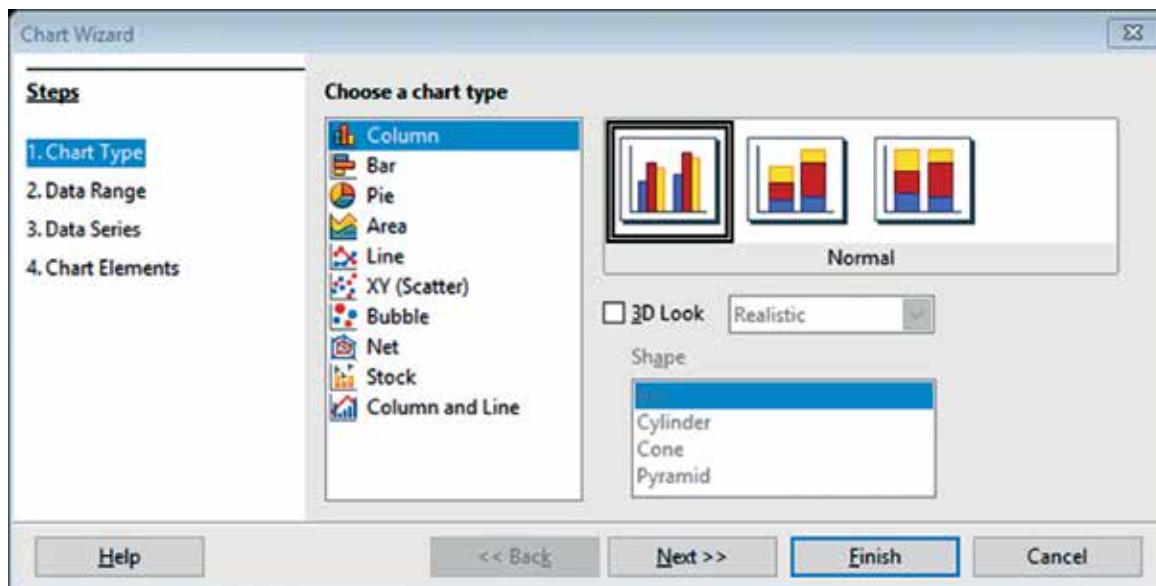 Chart Wizard
Steps
1. Chart Type
2. Data Range
3. Data Series
4. Chart Elements
Choose a chart type
Column
Bar
Pie
Area
Line
XY (Scatter)
Bubble
Net
Stock
Column and Line
Normal
3D Look
Realistic
Shape
Cylinder
Cone
Pyramid
Help
<< Back
Next >>
Finish
Cancel